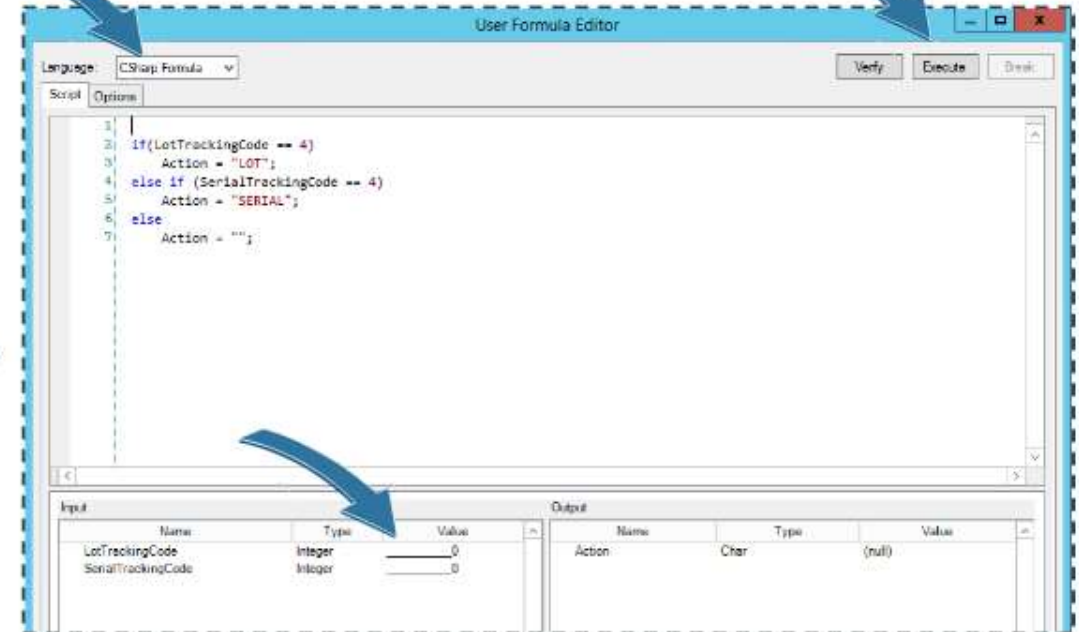 User Formula Editor
Language: CSharp Formula Verify Execute Break
Script Options
1
2 if(LotTrackingCode == 4)
3 Action = "LOT";
4 else if (SerialTrackingCode == 4)
5 Action = "SERIAL";
6 else
7 Action = "";
Input Output
Name Type Value Name Type Value
LotTrackingCode Integer ________0 Action Char (null)
SerialTrackingCode Integer ________0